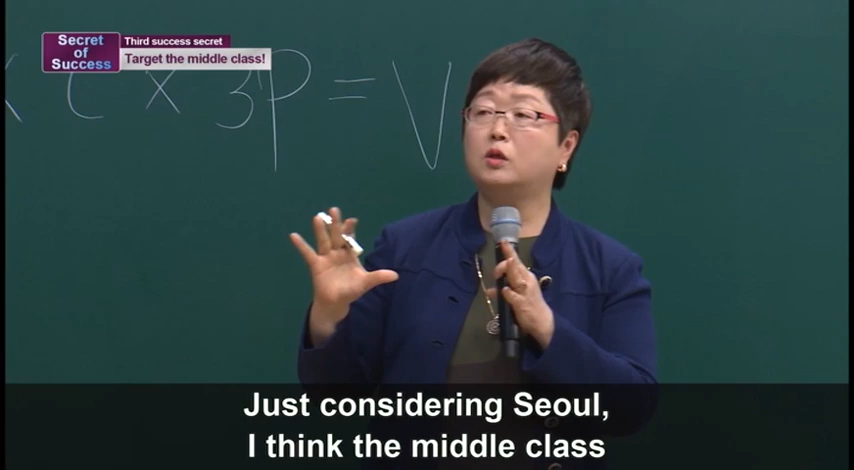 Secret
of
Success
Third success secret
Target the middle class!
x C x 3P = V
Just considering Seoul,
I think the middle class